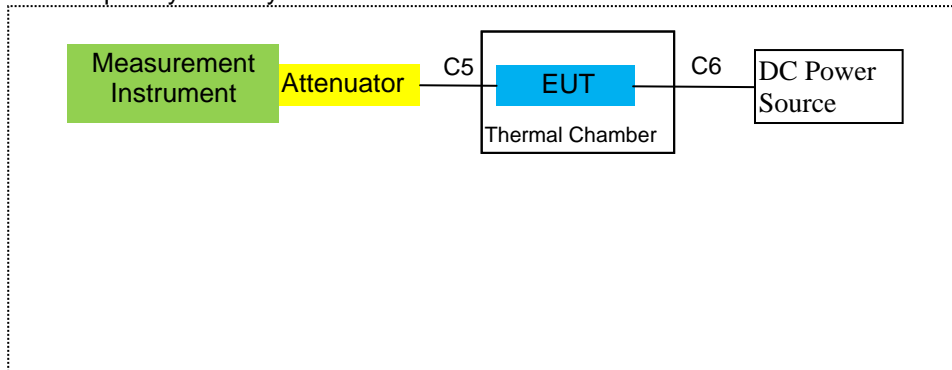 Measurement
Instrument
Attenuator
C5
EUT
Thermal Chamber
C6
DC Power
Source